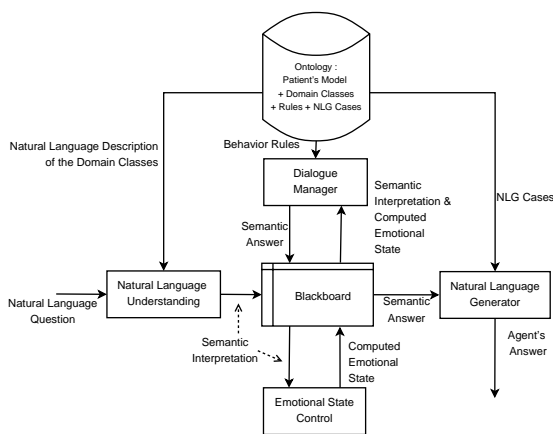 Ontology :
Patient's Model
+ Domain Classes
+ Rules + NLG Cases
Natural Language Description
of the Domain Classes
Behavior Rules
Dialogue
Manager
Semantic
Interpretation &
Computed
Emotional
State
NLG Cases
Semantic
Answer
Natural Language
Understanding
Blackboard
Natural Language
Generator
Natural Language
Question
Semantic
Answer
Semantic
Interpretation
Computed
Emotional
State
Agent's
Answer
Emotional State
Control